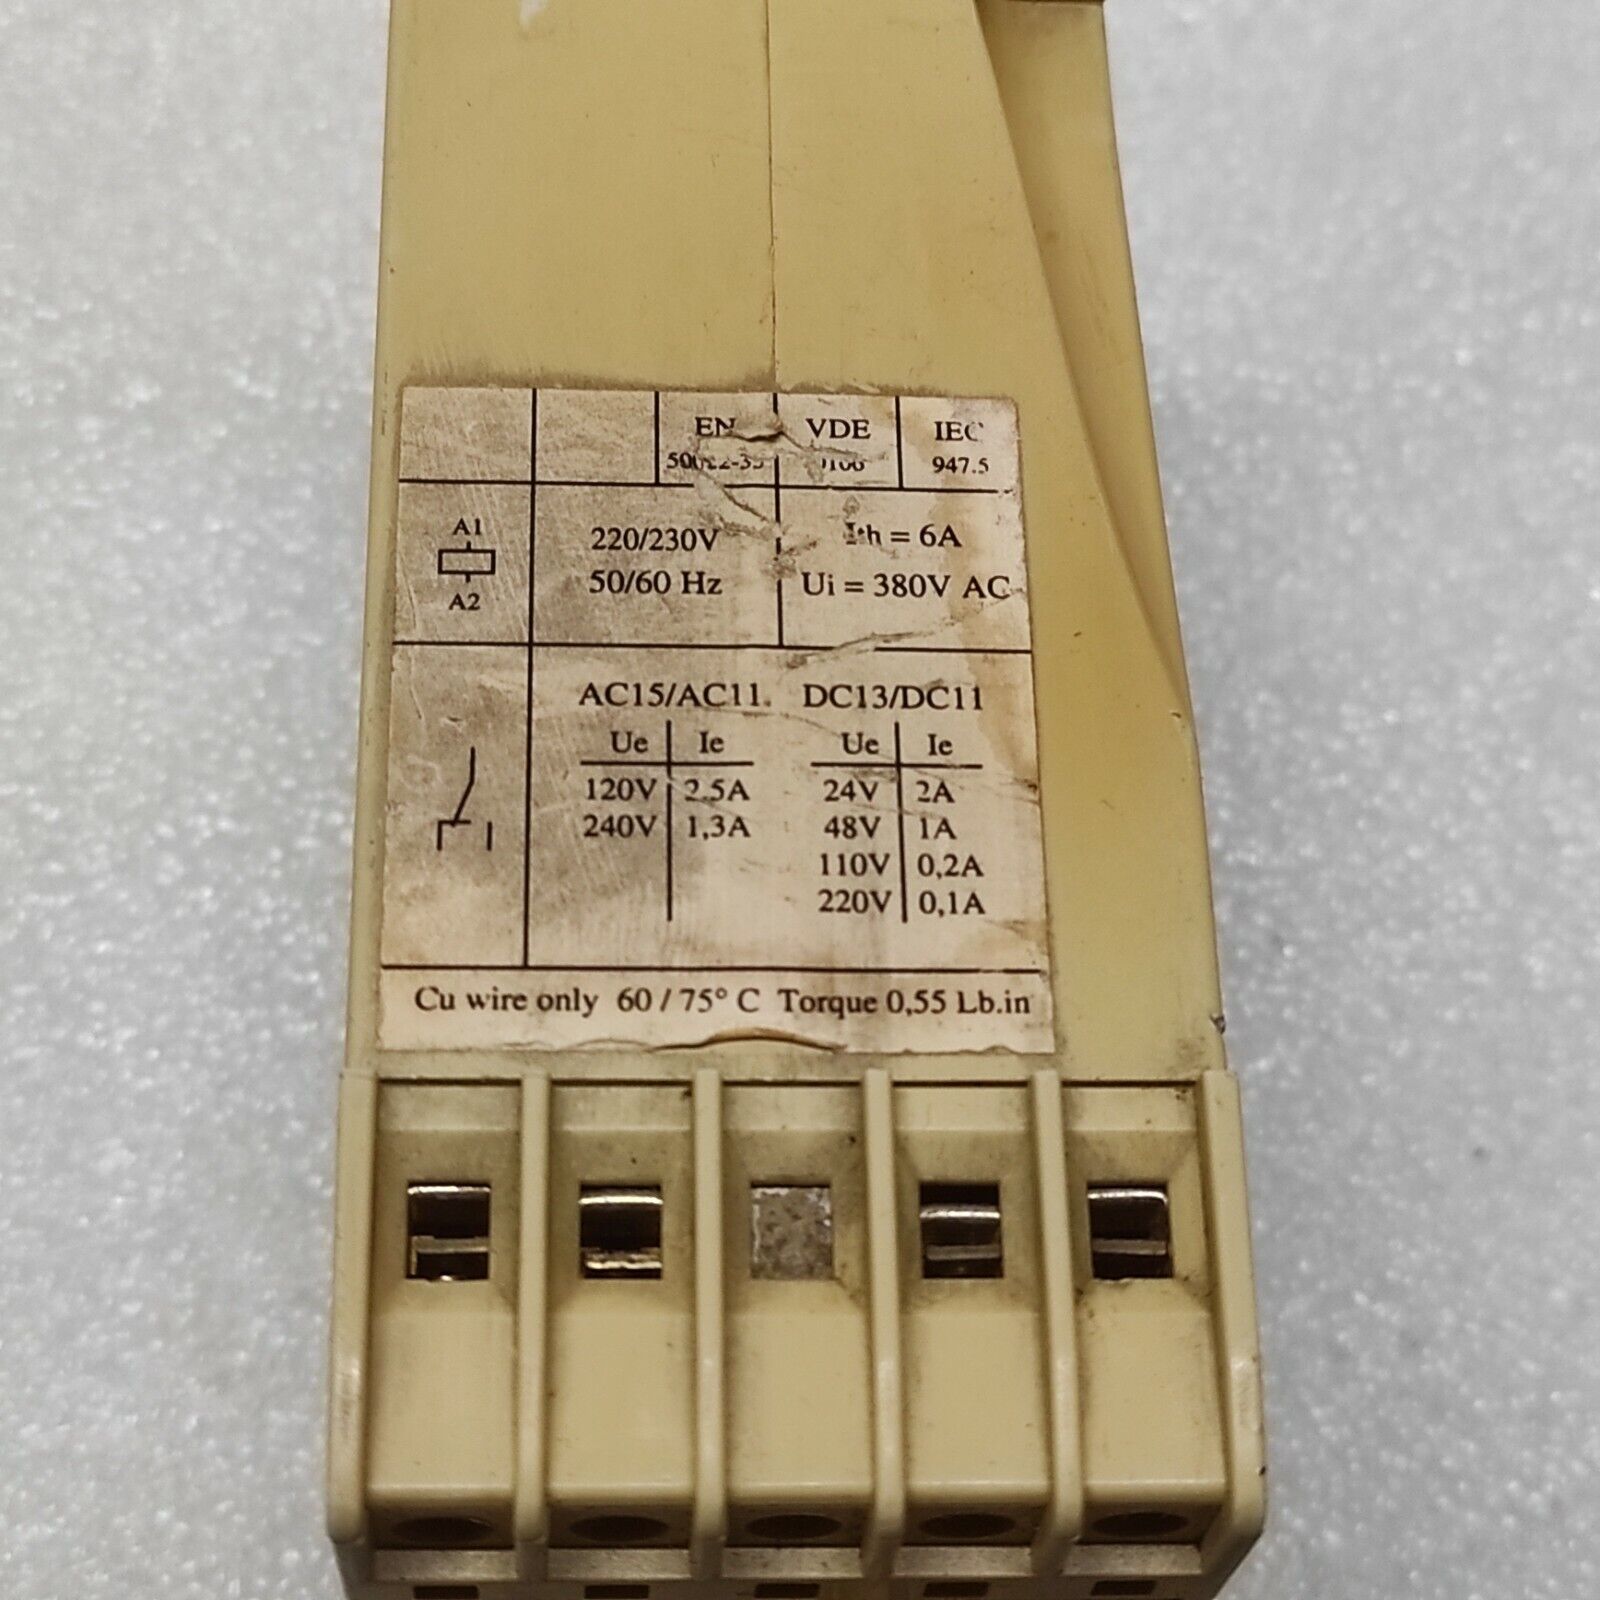 EN VDE IEC
947.5
A1
A2
220/230V
50/60 Hz
Ith = 6A
Ui = 380V AC
AC15/AC11. DC13/DC11
Ue Ie Ue Ie
120V 2.5A 24V 2A
240V 1,3A 48V 1A
110V 0,2A
220V 0,1A
Cu wire only 60 / 75° C Torque 0,55 Lb.in